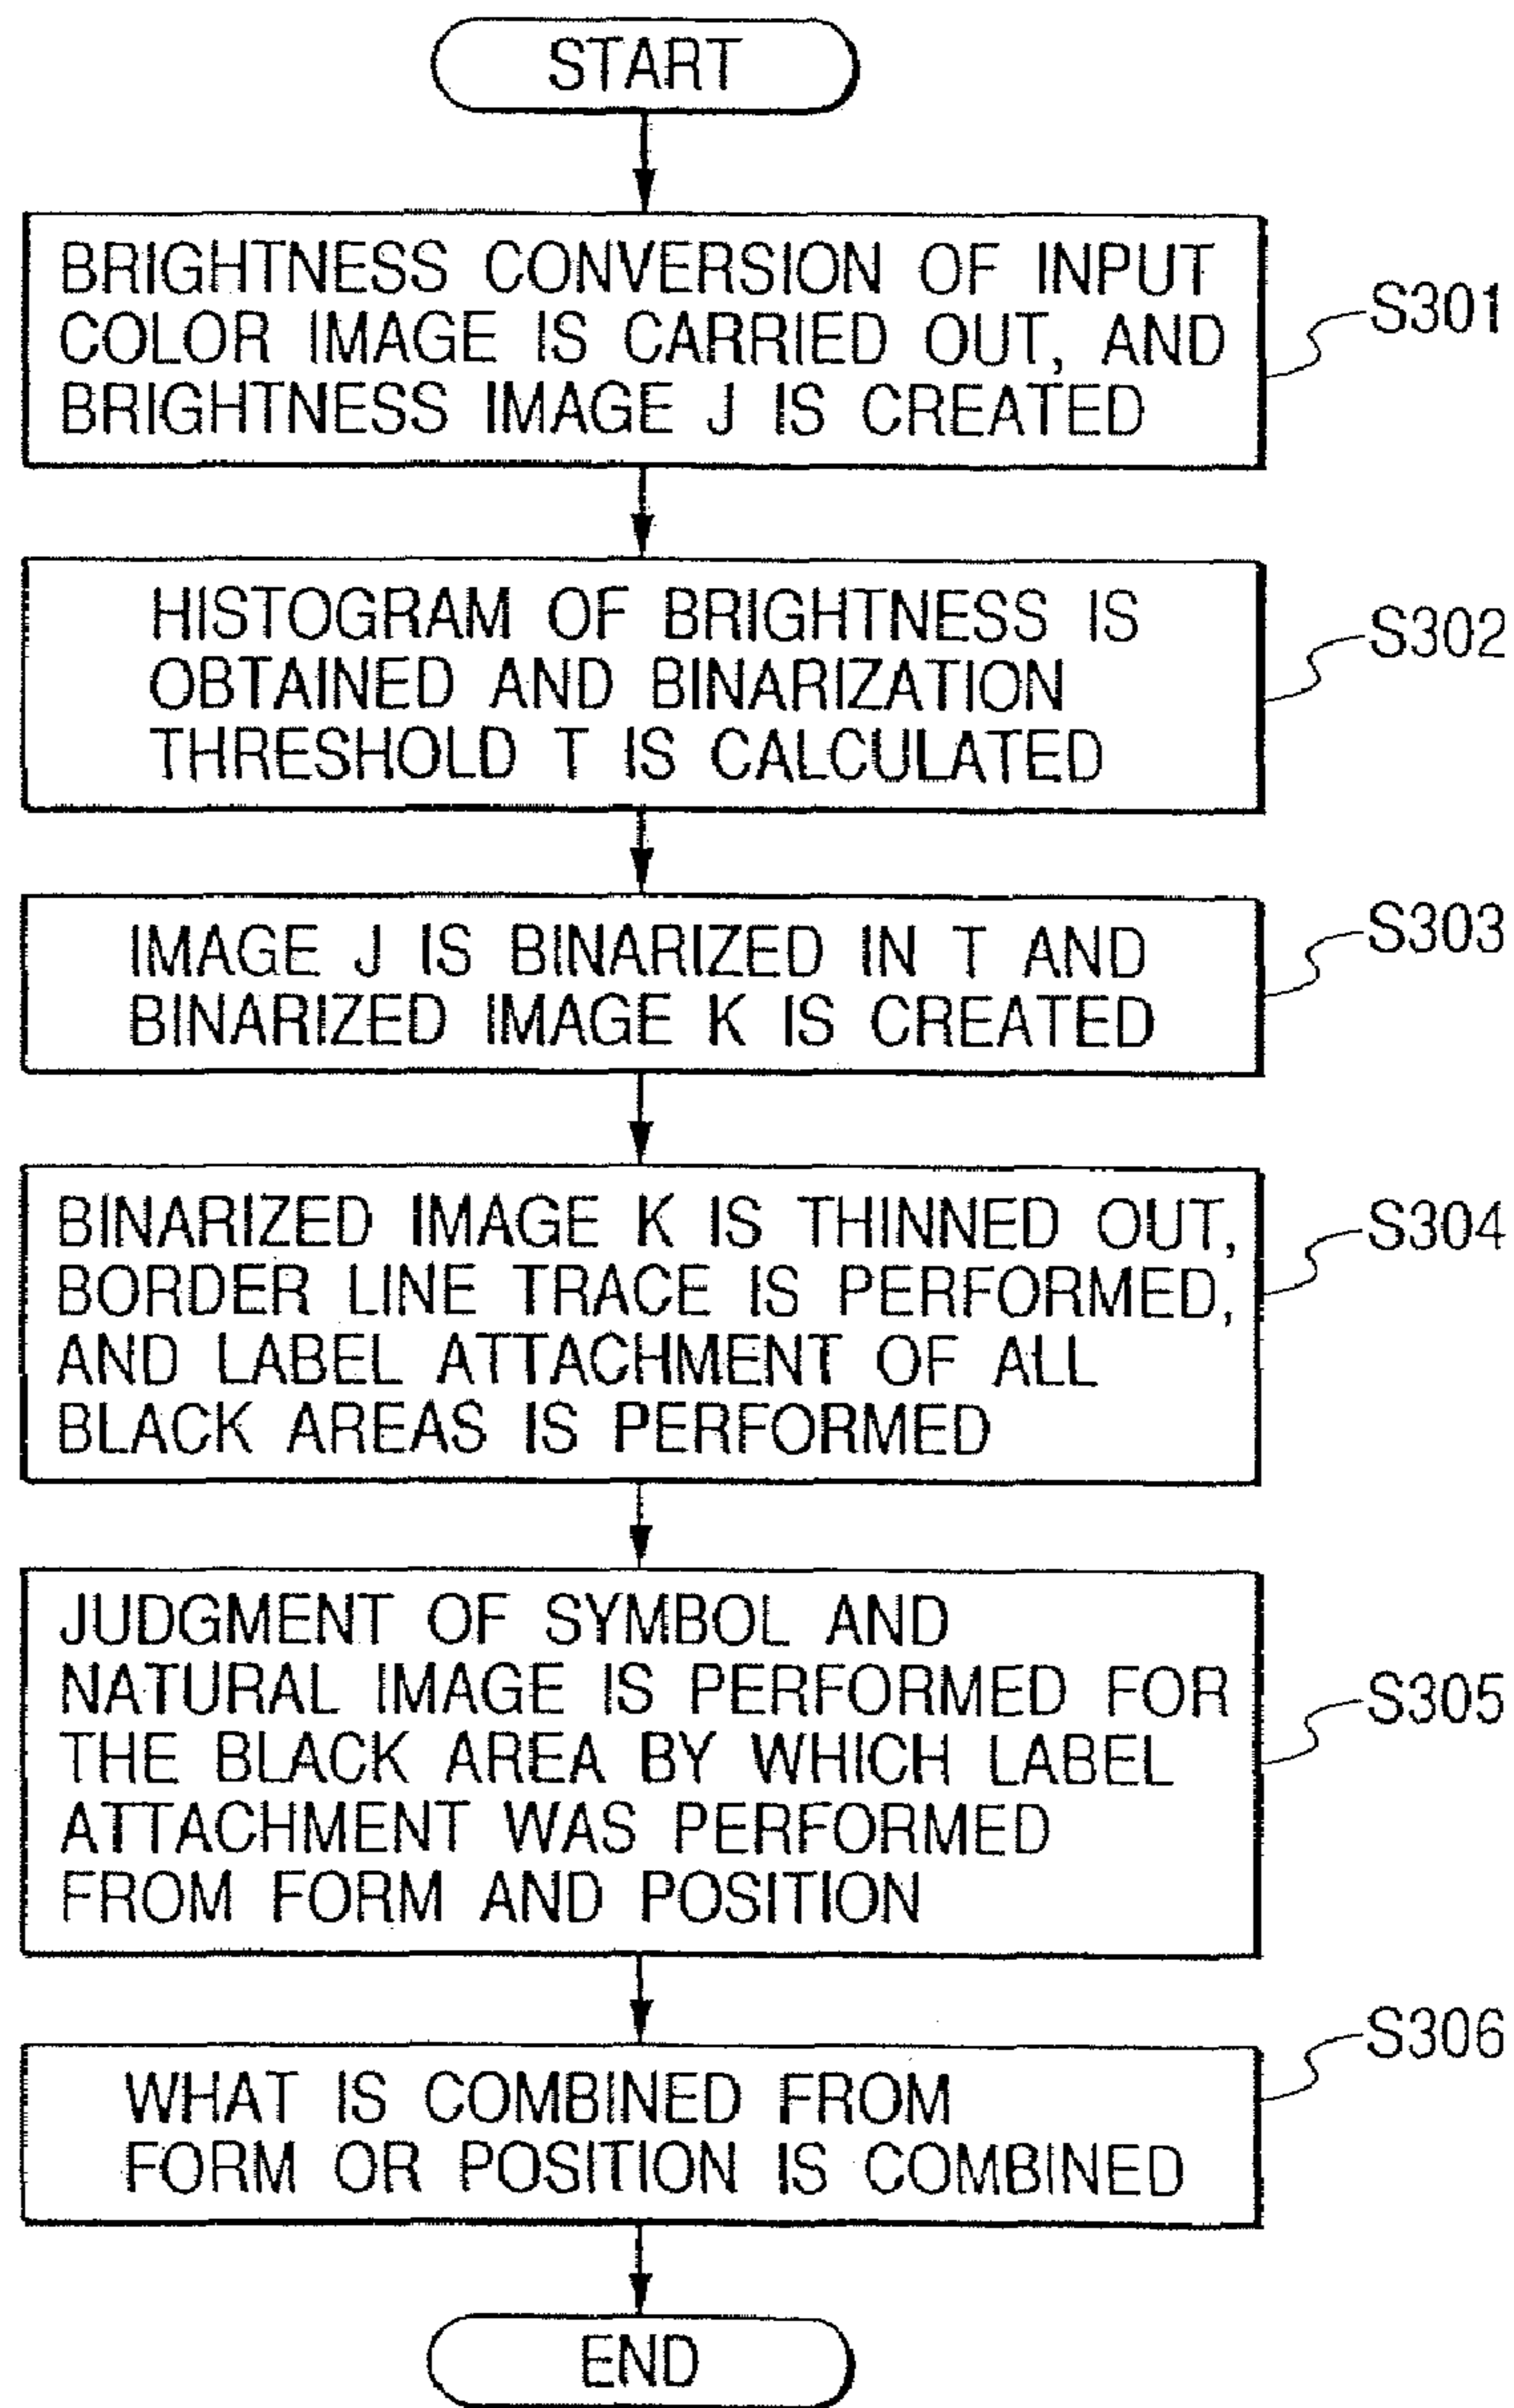 START
BRIGHTNESS CONVERSION OF INPUT
COLOR IMAGE IS CARRIED OUT, AND
BRIGHTNESS IMAGE J IS CREATED
S301
HISTOGRAM OF BRIGHTNESS IS
OBTAINED AND BINARIZATION
THRESHOLD T IS CALCULATED
S302
IMAGE J IS BINARIZED IN T AND
BINARIZED IMAGE K IS CREATED
S303
BINARIZED IMAGE K IS THINNED OUT,
BORDER LINE TRACE IS PERFORMED,
AND LABEL ATTACHMENT OF ALL
BLACK AREAS IS PERFORMED
S304
JUDGMENT OF SYMBOL AND
NATURAL IMAGE IS PERFORMED FOR
THE BLACK AREA BY WHICH LABEL
ATTACHMENT WAS PERFORMED
FROM FORM AND POSITION
S305
WHAT IS COMBINED FROM
FORM OR POSITION IS COMBINED
S306
END